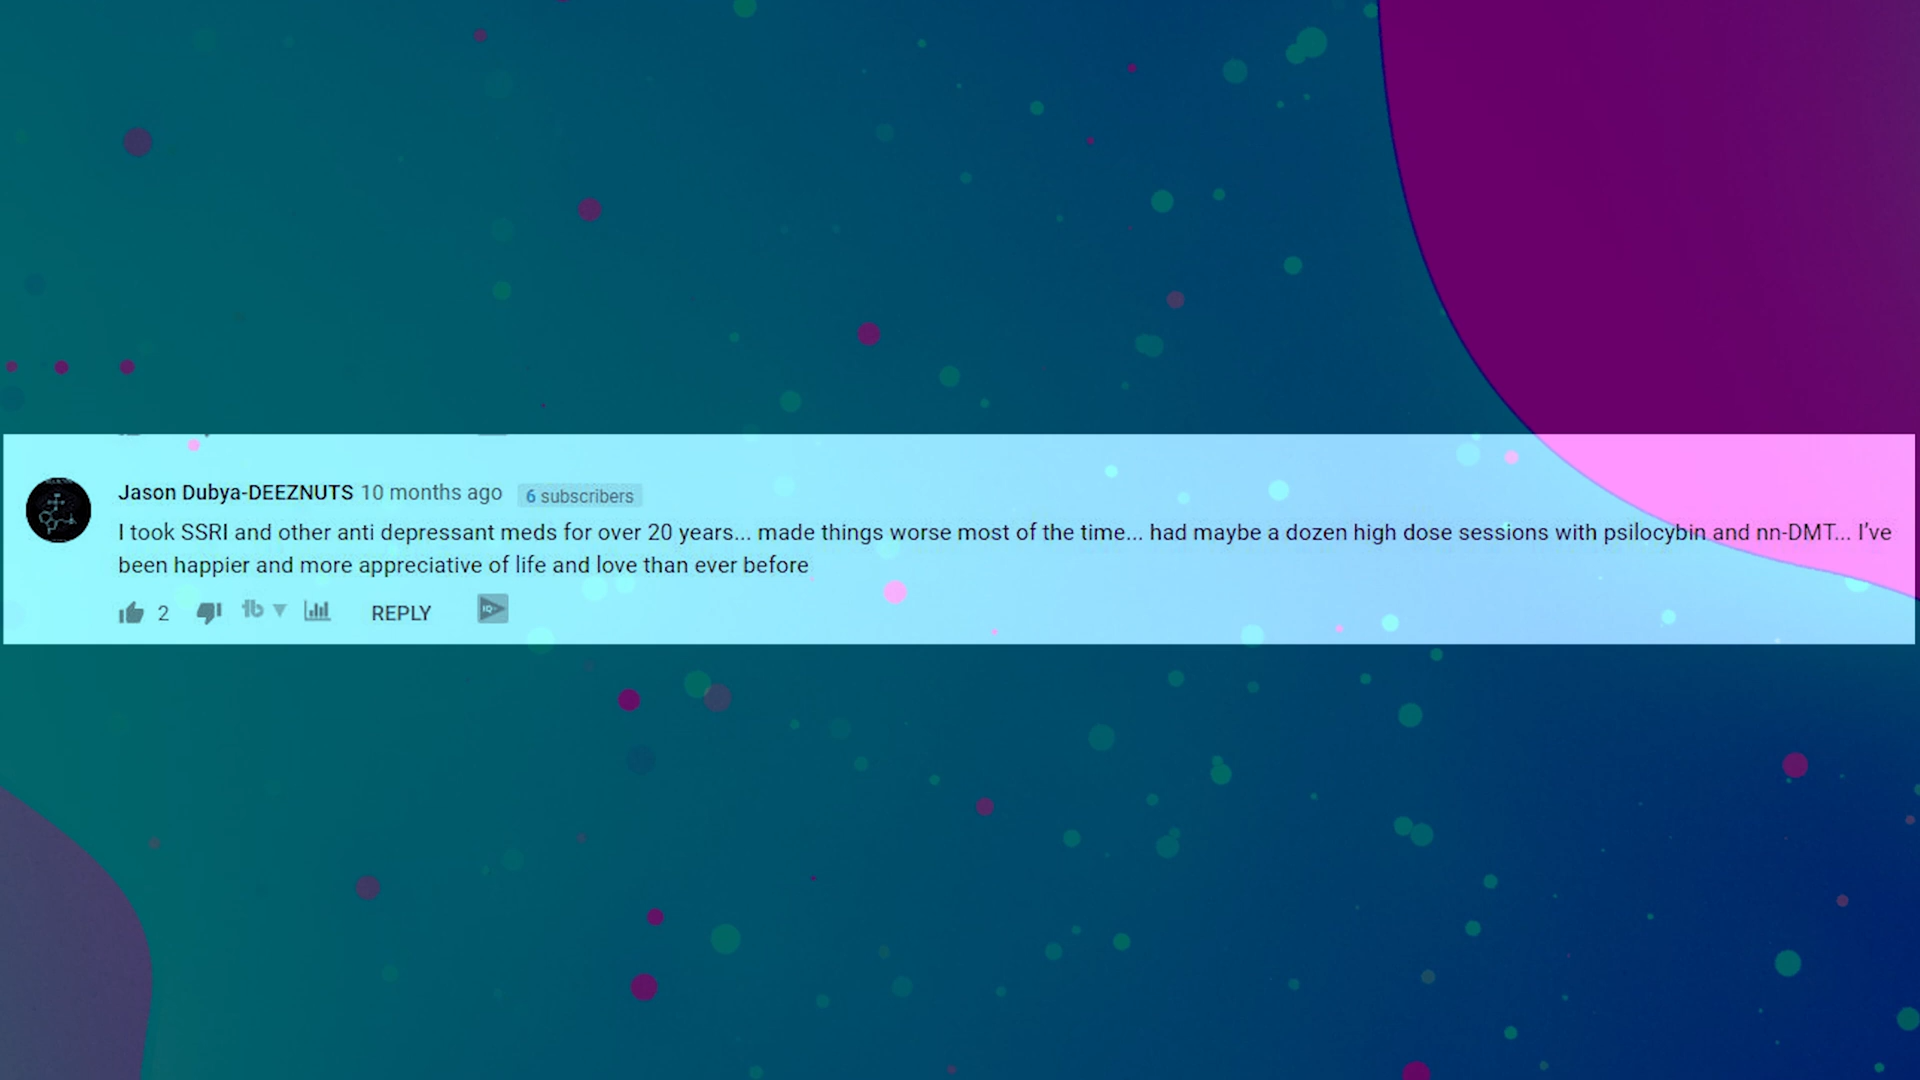 Jason Dubya-DEEZNUTS 10 months ago 6 subscribers
I took SSRI and other anti depressant meds for over 20 years... made things worse most of the time... had maybe a dozen high dose sessions with psilocybin and nn-DMT... I've
been happier and more appreciative of life and love than ever before
2 tb REPLY IQ